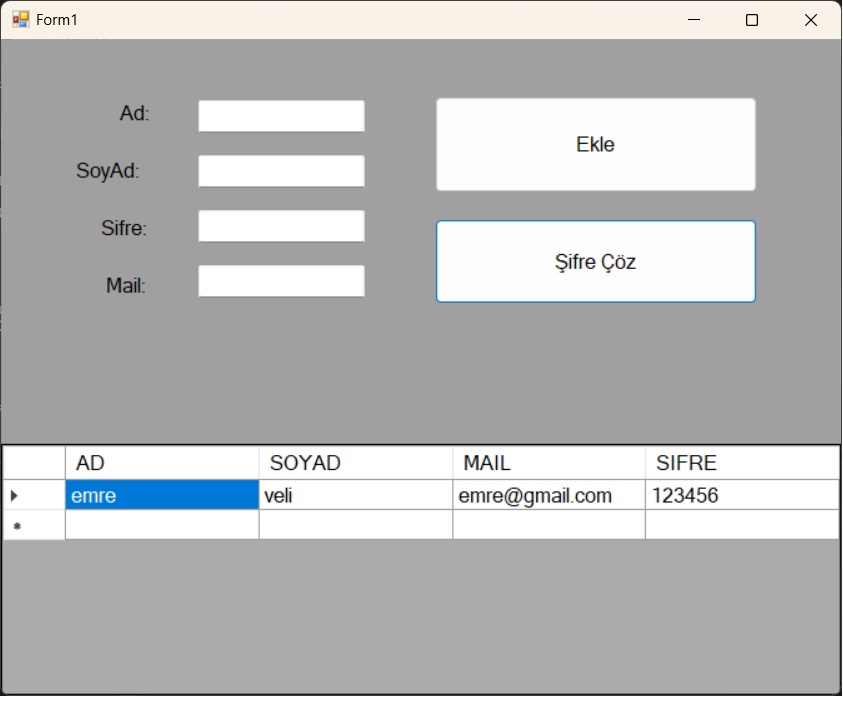 Form1
Ad:
Ekle
SoyAd:
Sifre:
Şifre Çöz
Mail:
AD SOYAD MAIL SIFRE
emre veli emre@gmail.com 123456